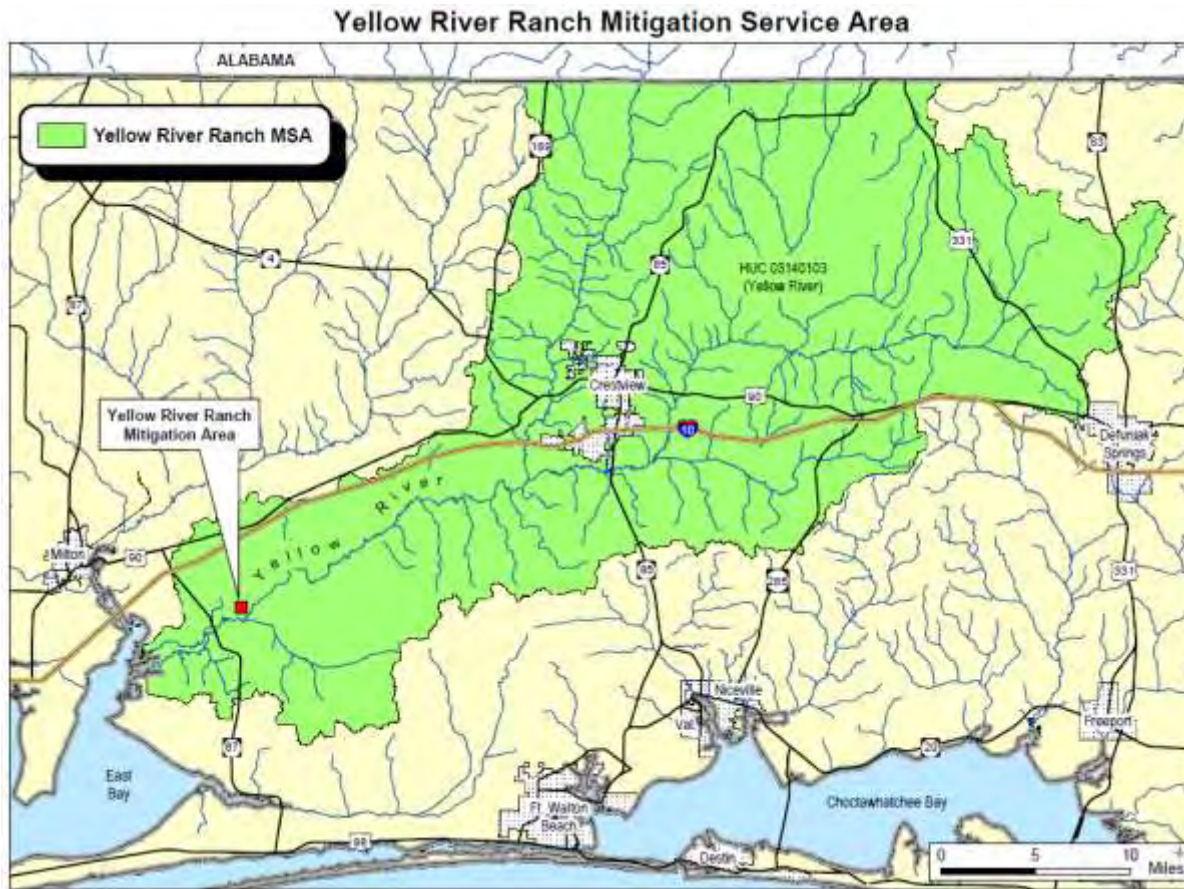 Yellow River Ranch Mitigation Service Area
ALABAMA
Yellow River Ranch MSA
189
83
4
85
331
HUC 03140103
(Yellow River)
87
Crestview
90
Yellow River Ranch
Mitigation Area
10
Defuniak
Springs
Yellow River
Milton
90
85
285
331
Niceville
Val.
Freeport
87
20
East
Bay
Ft. Walton
Beach
Choctawhatchee Bay
98
Destin
0 5 10
Miles